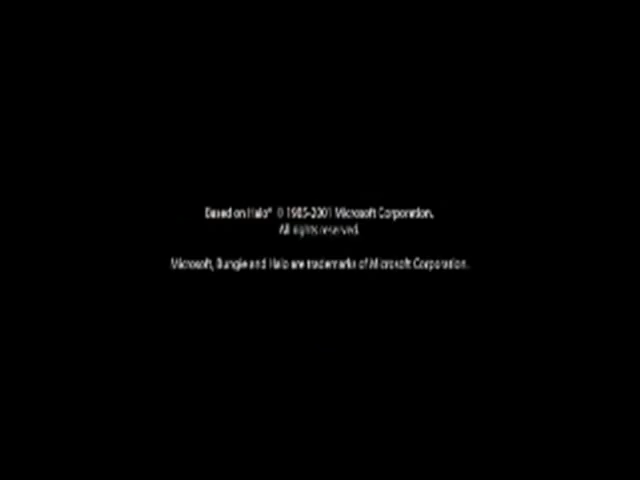 Based on Halo® © 1985-2001 Microsoft Corporation.
All rights reserved.
Microsoft, Bungie and Halo are trademarks of Microsoft Corporation.